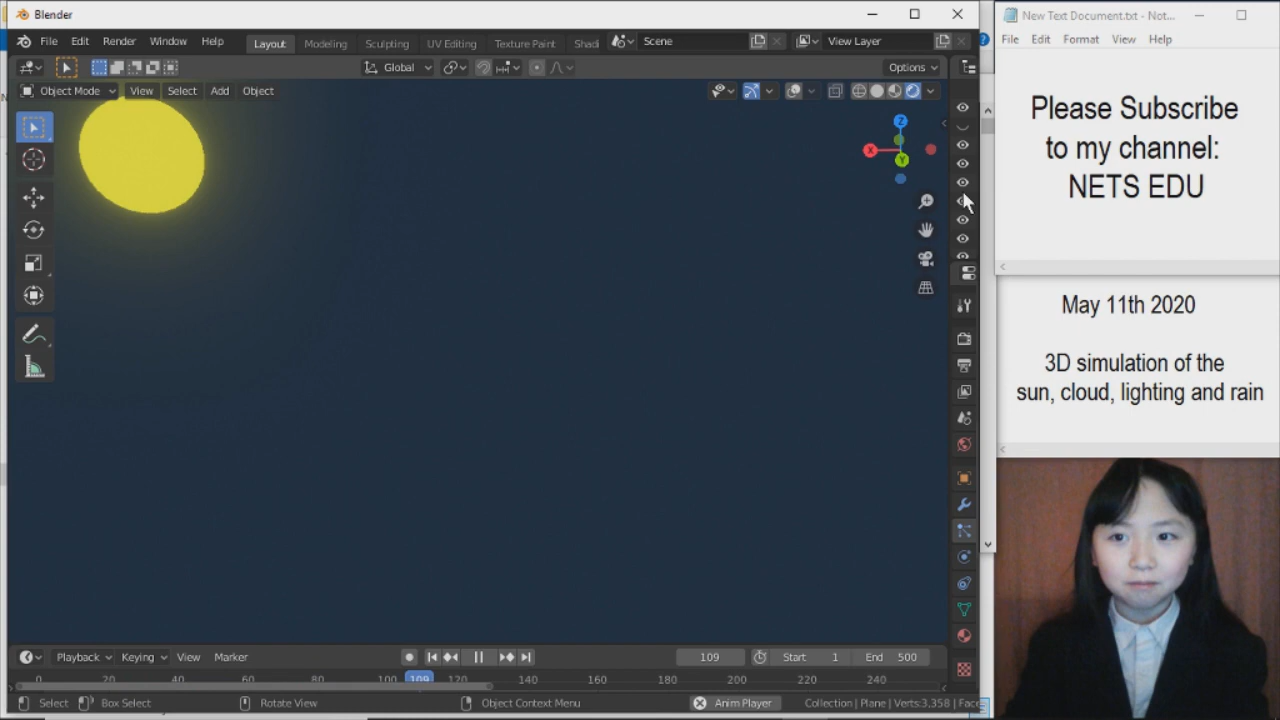 Blender
File Edit Render Window Help Layout Modeling Sculpting UV Editing Texture Paint Shadi Scene View Layer
Global Options
Object Mode View Select Add Object
Z
X
Y
Playback Keying View Marker 109 Start 1 End 500
0 20 40 60 80 100 109 120 140 160 180 200 220 240
Select Box Select Rotate View Object Context Menu Anim Player Collection | Plane | Verts:3,358 | Face
New Text Document.txt - Not...
File Edit Format View Help
Please Subscribe
to my channel:
NETS EDU
May 11th 2020
3D simulation of the
sun, cloud, lighting and rain